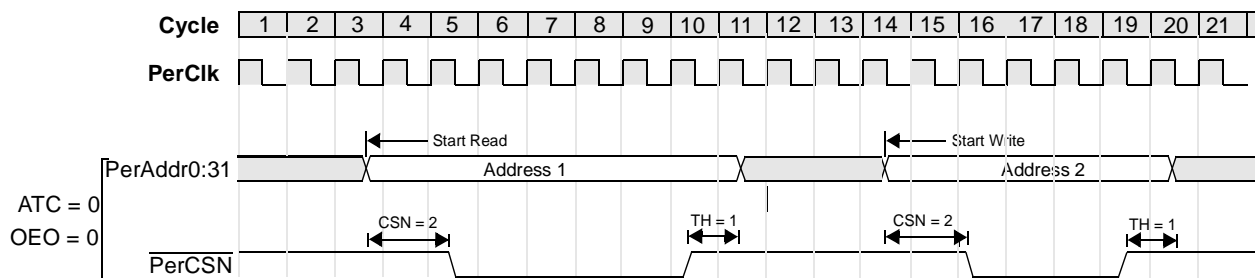 Cycle 1 2 3 4 5 6 7 8 9 10 11 12 13 14 15 16 17 18 19 20 21
PerClk
Start Read Start Write
PerAddr0:31 Address 1 Address 2
ATC = 0
CSN = 2 TH = 1 CSN = 2 TH = 1
OEO = 0
PerCSN